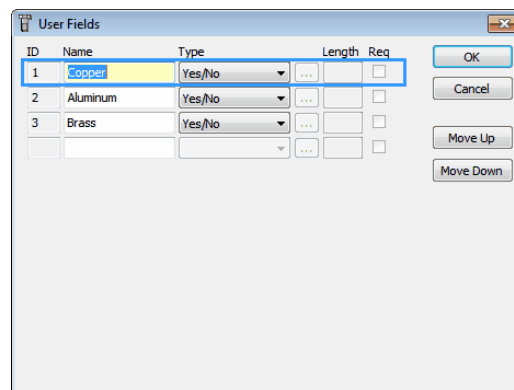 User Fields
ID Name Type Length Req
1 Copper Yes/No ...
2 Aluminum Yes/No ...
3 Brass Yes/No ...
...
OK
Cancel
Move Up
Move Down